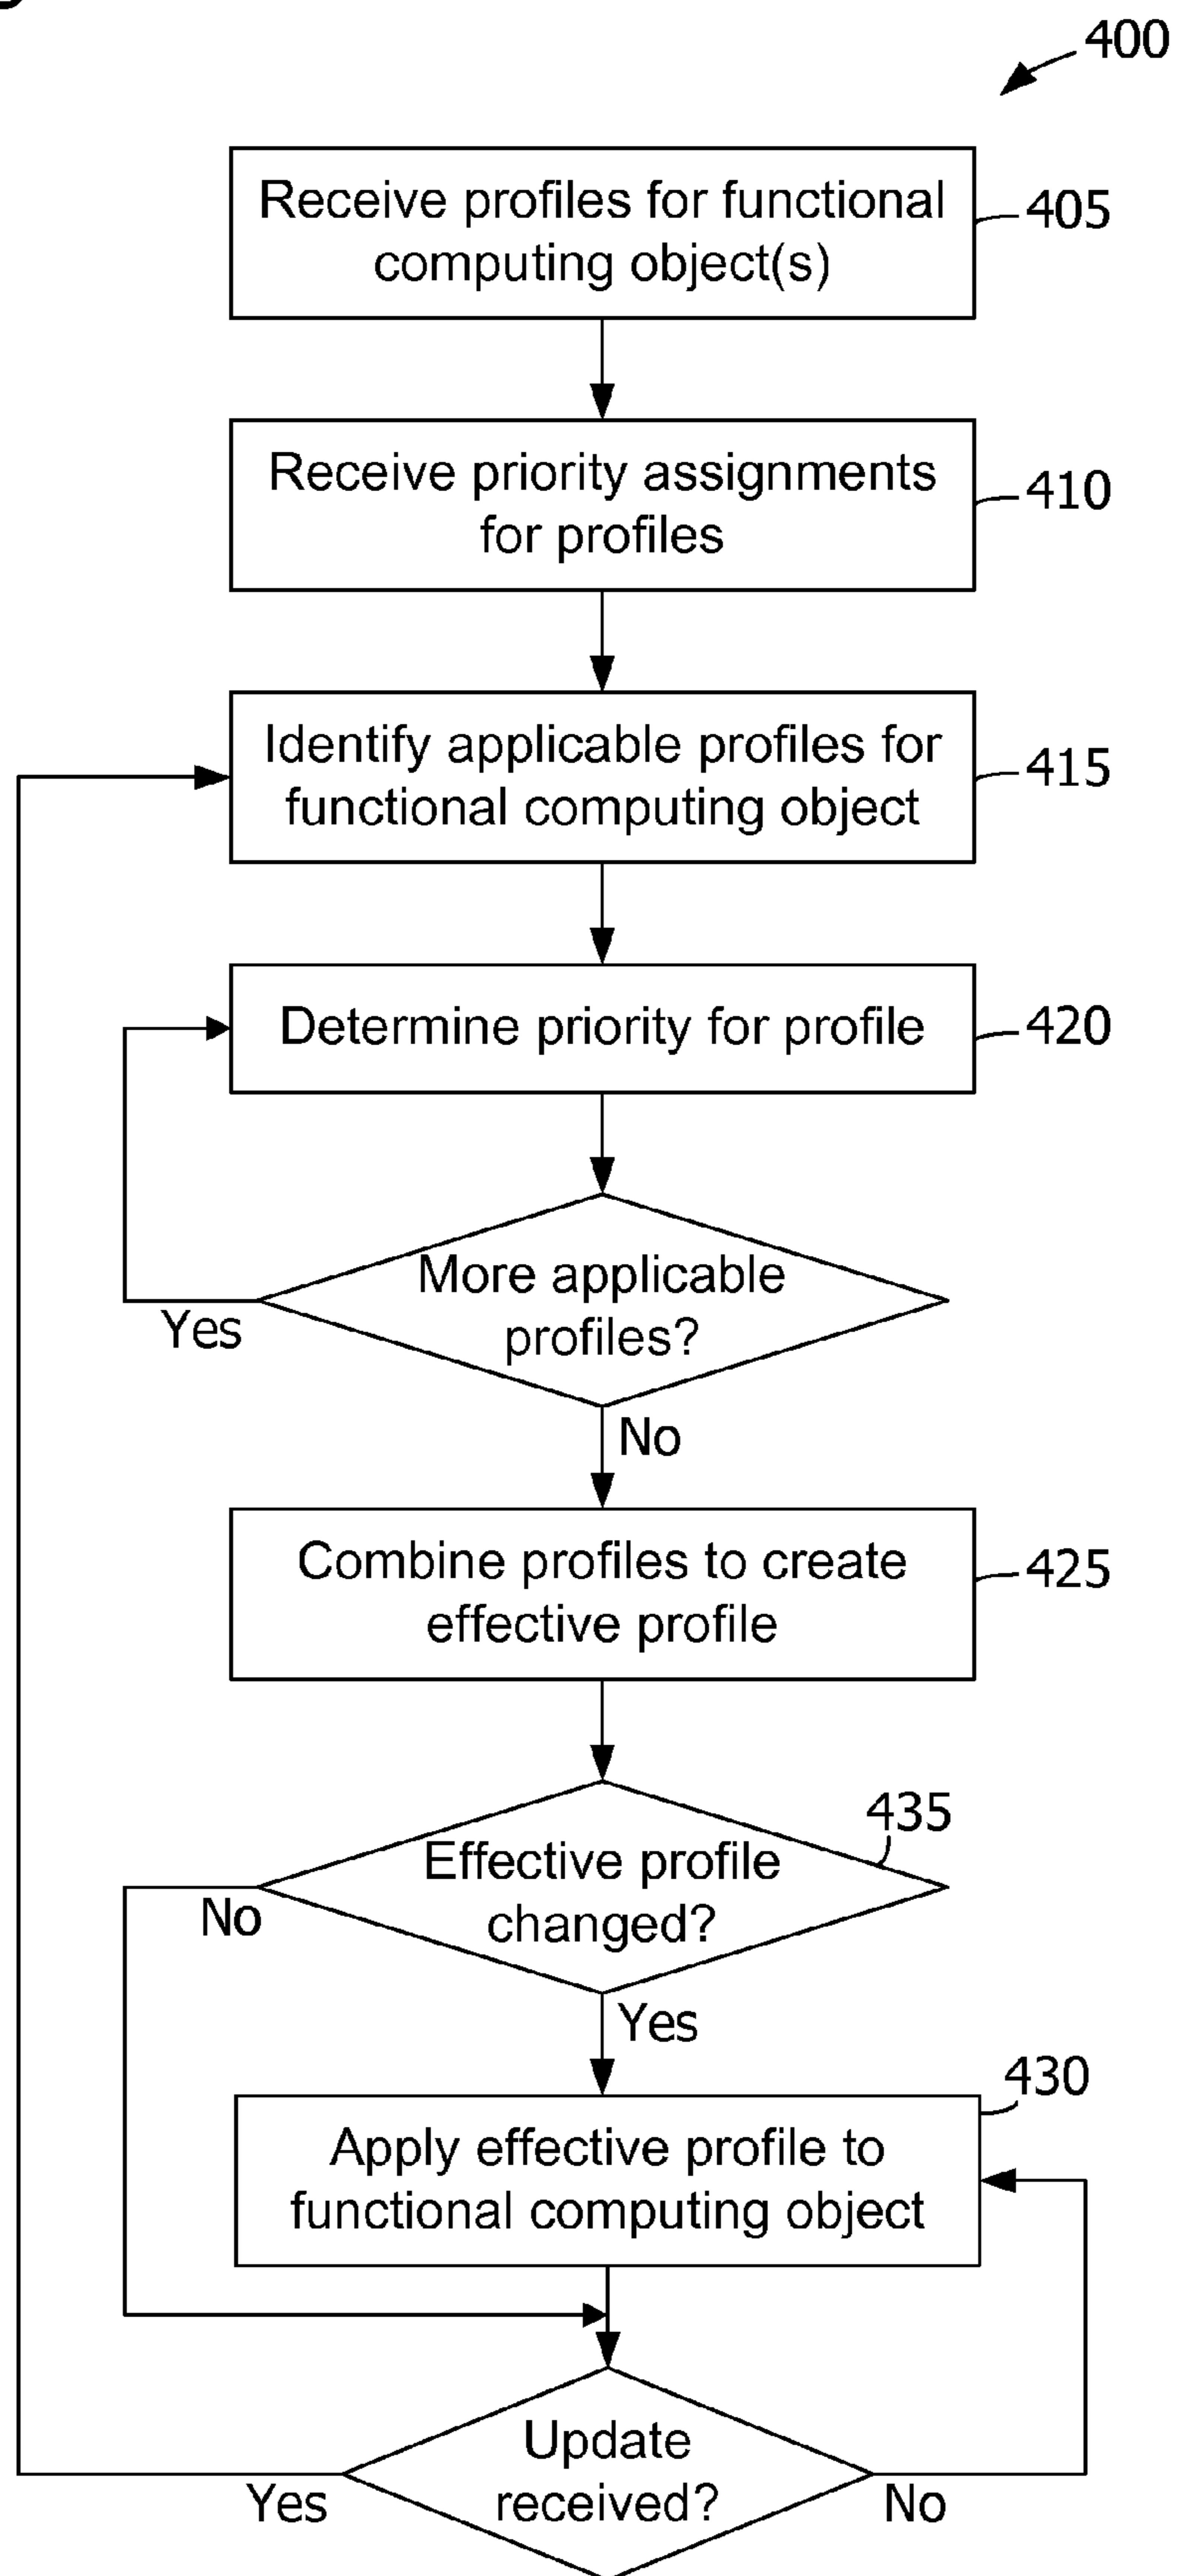 400
Receive profiles for functional
computing object(s)
405
Receive priority assignments
for profiles
410
Identify applicable profiles for
functional computing object
415
Determine priority for profile
420
More applicable
profiles?
Yes
No
Combine profiles to create
effective profile
425
435
Effective profile
changed?
No
Yes
430
Apply effective profile to
functional computing object
Update
received?
Yes
No